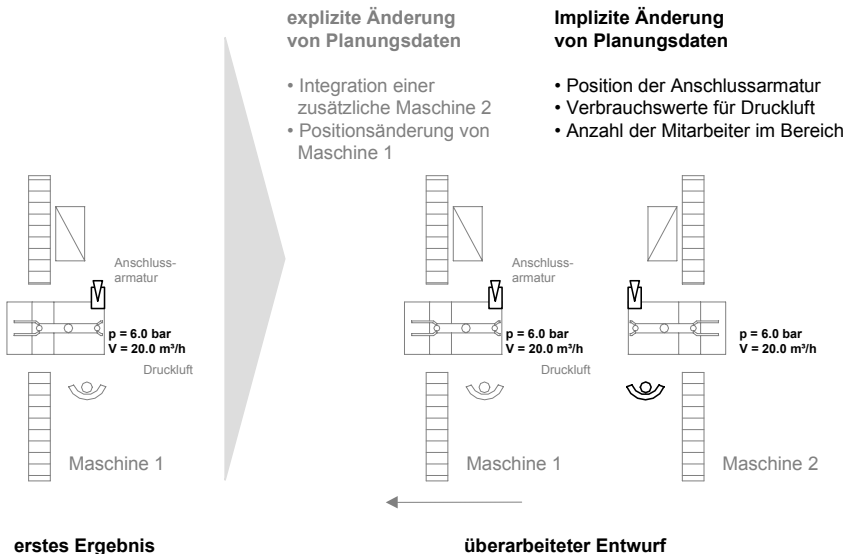 explizite Änderung
von Planungsdaten
• Integration einer
zusätzliche Maschine 2
• Positionsänderung von
Maschine 1
Implizite Änderung
von Planungsdaten
• Position der Anschlussarmatur
• Verbrauchswerte für Druckluft
• Anzahl der Mitarbeiter im Bereich
Anschluss-
armatur
p = 6.0 bar
V = 20.0 m³/h
Druckluft
Maschine 1
Anschluss-
armatur
p = 6.0 bar
V = 20.0 m³/h
Druckluft
Maschine 1
p = 6.0 bar
V = 20.0 m³/h
Maschine 2
erstes Ergebnis
überarbeiteter Entwurf